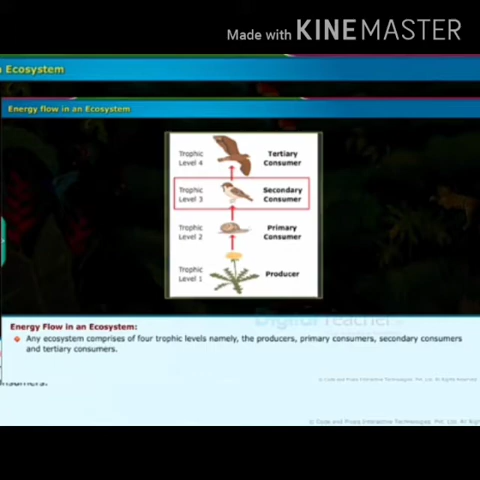 Made with KINEMASTER
Ecosystem
Energy flow in an Ecosystem
Trophic Level 4
Tertiary Consumer
Trophic Level 3
Secondary Consumer
Trophic Level 2
Primary Consumer
Trophic Level 1
Producer
Digital Teacher
Energy Flow in an Ecosystem:
Any ecosystem comprises of four trophic levels namely, the producers, primary consumers, secondary consumers
and tertiary consumers.